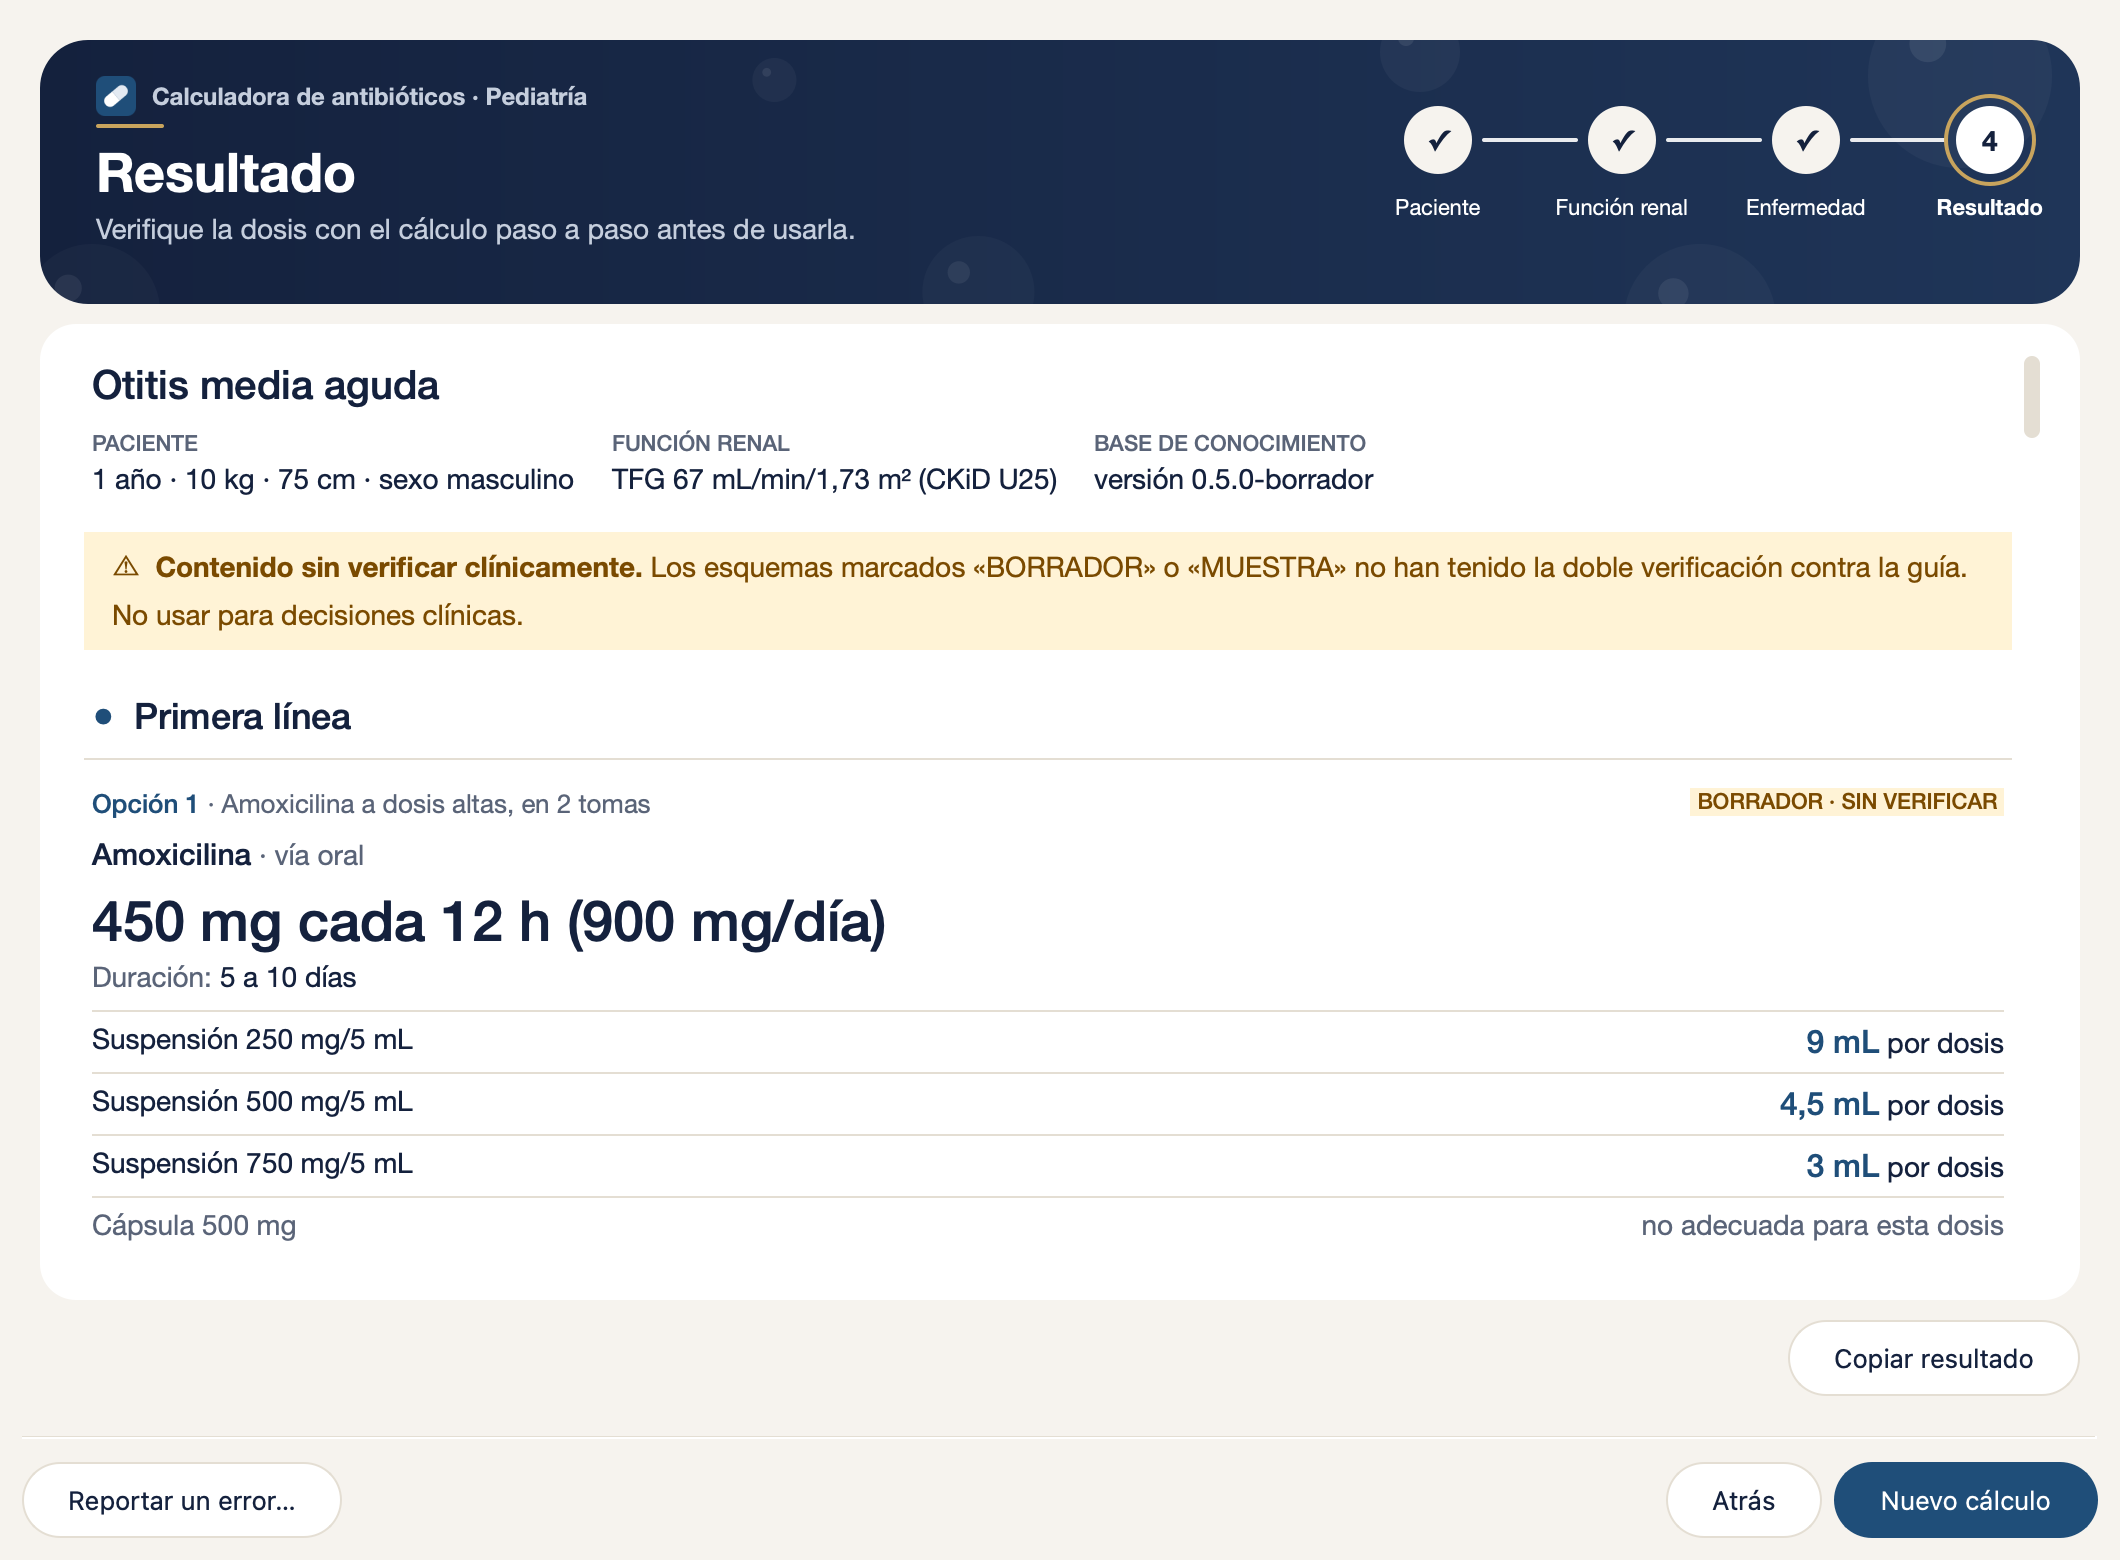 Calculadora de antibióticos · Pediatría
Resultado
Verifique la dosis con el cálculo paso a paso antes de usarla.
✓ ✓ ✓ 4
Paciente Función renal Enfermedad Resultado
Otitis media aguda
PACIENTE FUNCIÓN RENAL BASE DE CONOCIMIENTO
1 año · 10 kg · 75 cm · sexo masculino TFG 67 mL/min/1,73 m² (CKiD U25) versión 0.5.0-borrador
⚠ Contenido sin verificar clínicamente. Los esquemas marcados «BORRADOR» o «MUESTRA» no han tenido la doble verificación contra la guía.
No usar para decisiones clínicas.
• Primera línea
Opción 1 · Amoxicilina a dosis altas, en 2 tomas BORRADOR · SIN VERIFICAR
Amoxicilina · vía oral
450 mg cada 12 h (900 mg/día)
Duración: 5 a 10 días
Suspensión 250 mg/5 mL 9 mL por dosis
Suspensión 500 mg/5 mL 4,5 mL por dosis
Suspensión 750 mg/5 mL 3 mL por dosis
Cápsula 500 mg no adecuada para esta dosis
Copiar resultado
Reportar un error... Atrás Nuevo cálculo